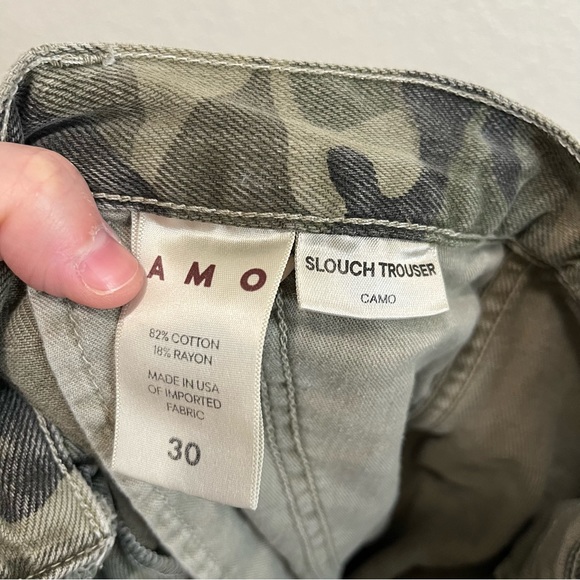 AMO
82% COTTON
18% RAYON
MADE IN USA
OF IMPORTED
FABRIC
30
SLOUCH TROUSER
CAMO